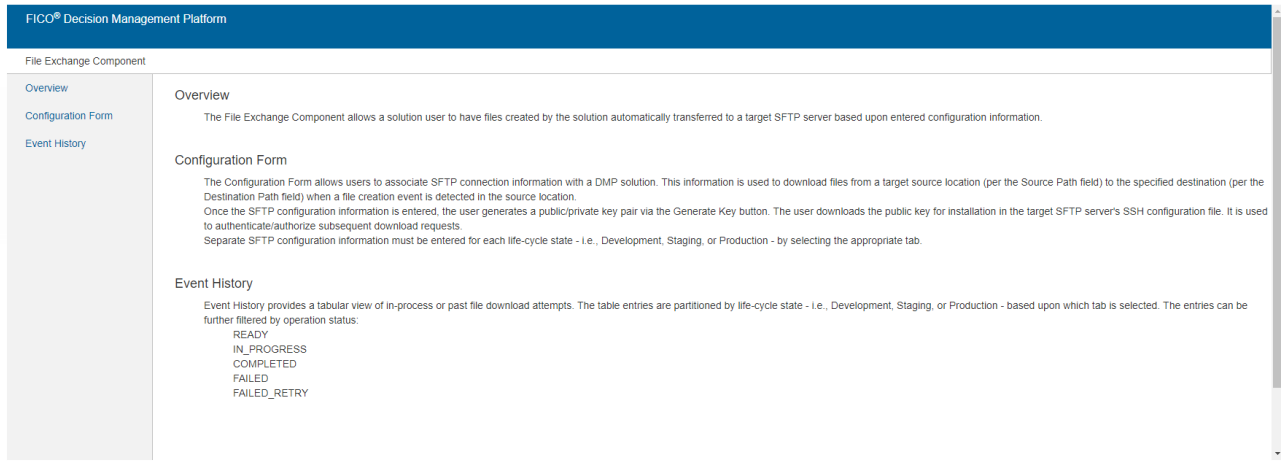 FICO® Decision Management Platform
File Exchange Component
Overview
Configuration Form
Event History
Overview
The File Exchange Component allows a solution user to have files created by the solution automatically transferred to a target SFTP server based upon entered configuration information.
Configuration Form
The Configuration Form allows users to associate SFTP connection information with a DMP solution. This information is used to download files from a target source location (per the Source Path field) to the specified destination (per the
Destination Path field) when a file creation event is detected in the source location.
Once the SFTP configuration information is entered, the user generates a public/private key pair via the Generate Key button. The user downloads the public key for installation in the target SFTP server's SSH configuration file. It is used
to authenticate/authorize subsequent download requests.
Separate SFTP configuration information must be entered for each life-cycle state - i.e., Development, Staging, or Production - by selecting the appropriate tab.
Event History
Event History provides a tabular view of in-process or past file download attempts. The table entries are partitioned by life-cycle state - i.e., Development, Staging, or Production - based upon which tab is selected. The entries can be
further filtered by operation status:
READY
IN_PROGRESS
COMPLETED
FAILED
FAILED_RETRY